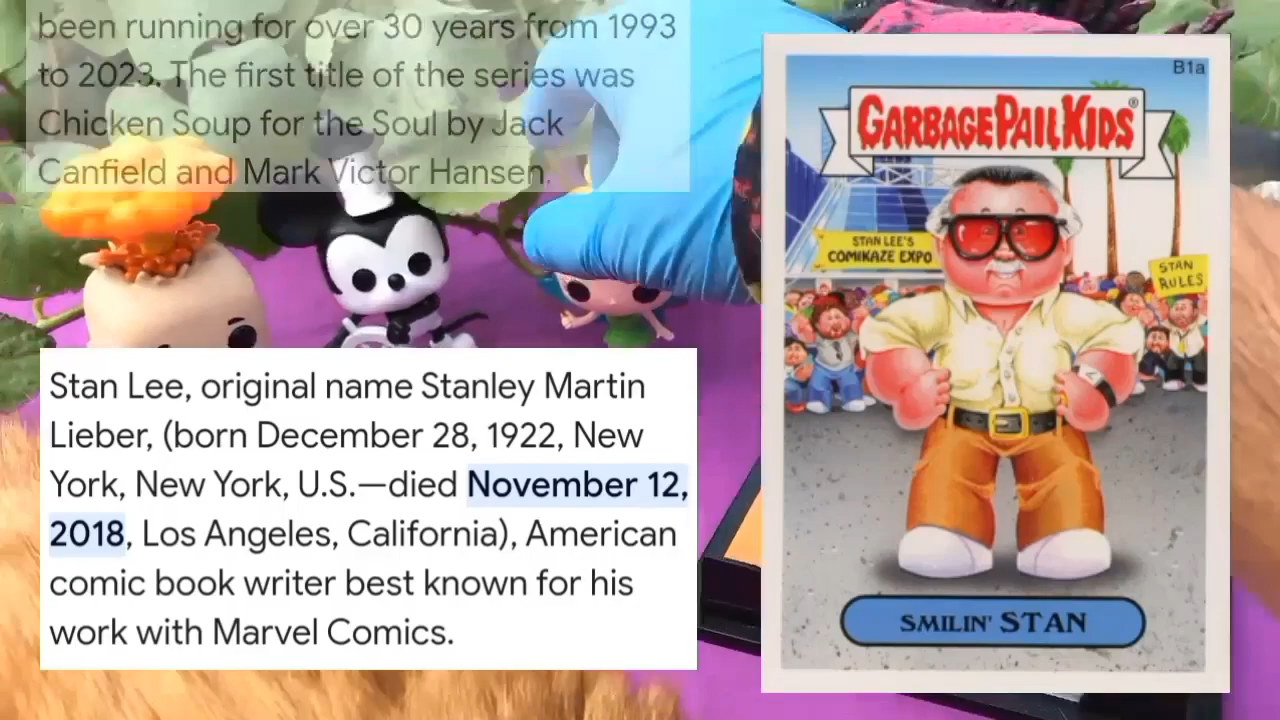 been running for over 30 years from 1993
to 2023. The first title of the series was
Chicken Soup for the Soul by Jack
Canfield and Mark Victor Hansen.
Stan Lee, original name Stanley Martin
Lieber, (born December 28, 1922, New
York, New York, U.S.—died November 12,
2018, Los Angeles, California), American
comic book writer best known for his
work with Marvel Comics.
B1a
GARBAGE PAIL KIDS®
STAN LEE'S
COMIKAZE EXPO
STAN
RULES
SMILIN' STAN